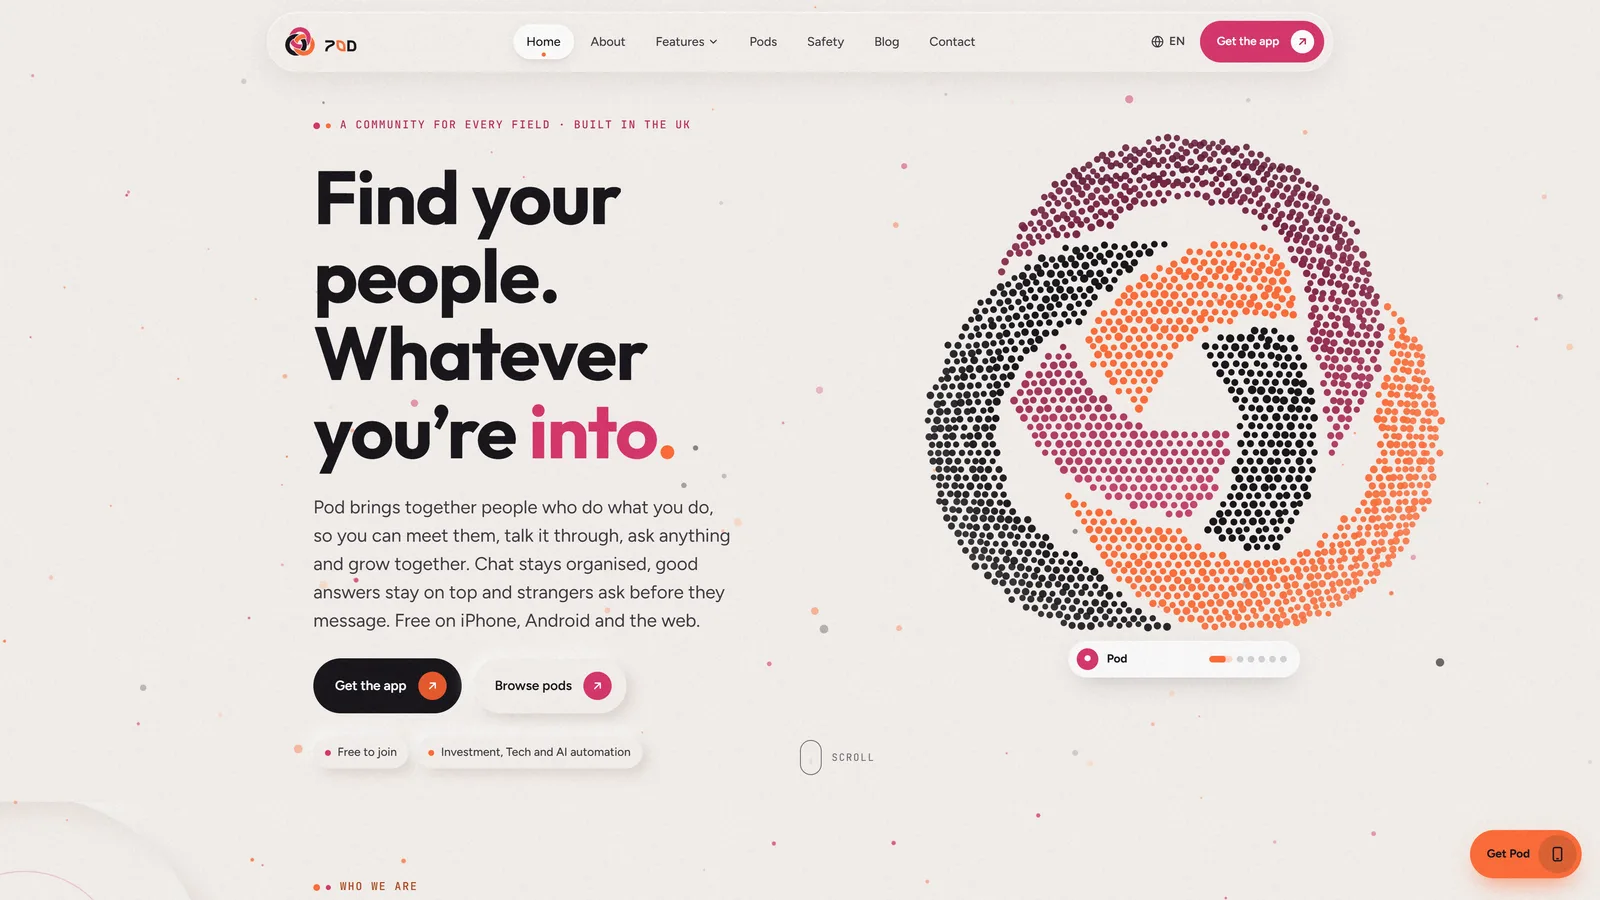 POD
Home
About
Features
Pods
Safety
Blog
Contact
EN
Get the app
A COMMUNITY FOR EVERY FIELD · BUILT IN THE UK
Find your
people.
Whatever
you’re into.
Pod brings together people who do what you do,
so you can meet them, talk it through, ask anything
and grow together. Chat stays organised, good
answers stay on top and strangers ask before they
message. Free on iPhone, Android and the web.
Pod
Get the app
Browse pods
Free to join
Investment, Tech and AI automation
SCROLL
Get Pod
WHO WE ARE